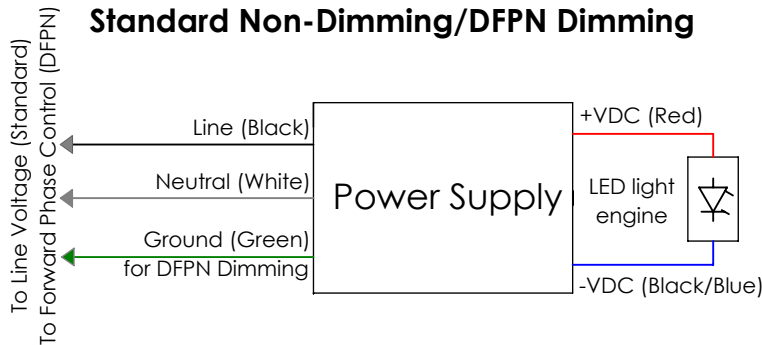 Standard Non-Dimming/DFPN Dimming
To Line Voltage (Standard)
To Forward Phase Control (DFPN)
Line (Black)
Neutral (White)
Ground (Green)
for DFPN Dimming
Power Supply
+VDC (Red)
LED light
engine
-VDC (Black/Blue)